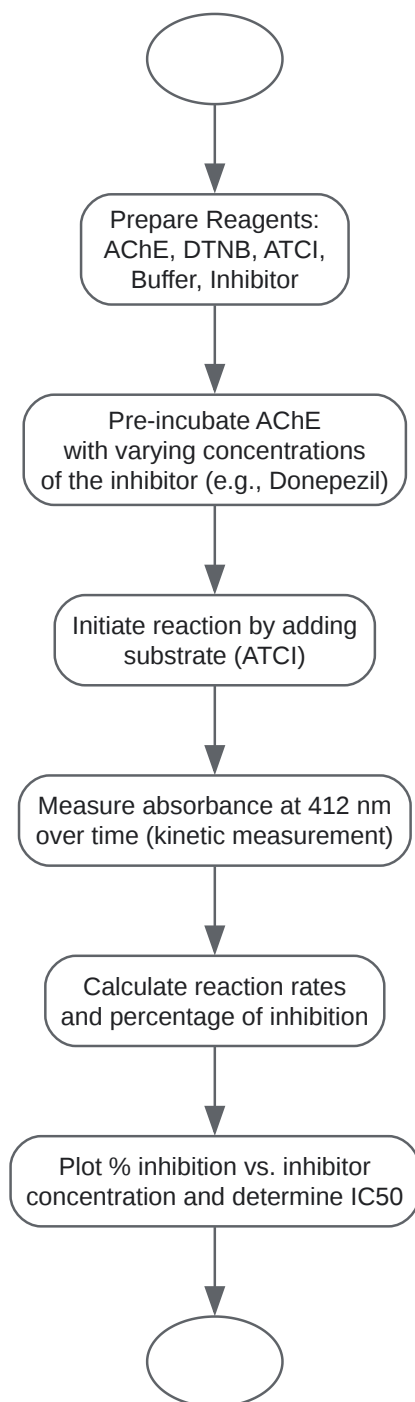 Prepare Reagents:
AChE, DTNB, ATCI,
Buffer, Inhibitor
Pre-incubate AChE
with varying concentrations
of the inhibitor (e.g., Donepezil)
Initiate reaction by adding
substrate (ATCI)
Measure absorbance at 412 nm
over time (kinetic measurement)
Calculate reaction rates
and percentage of inhibition
Plot % inhibition vs. inhibitor
concentration and determine IC50